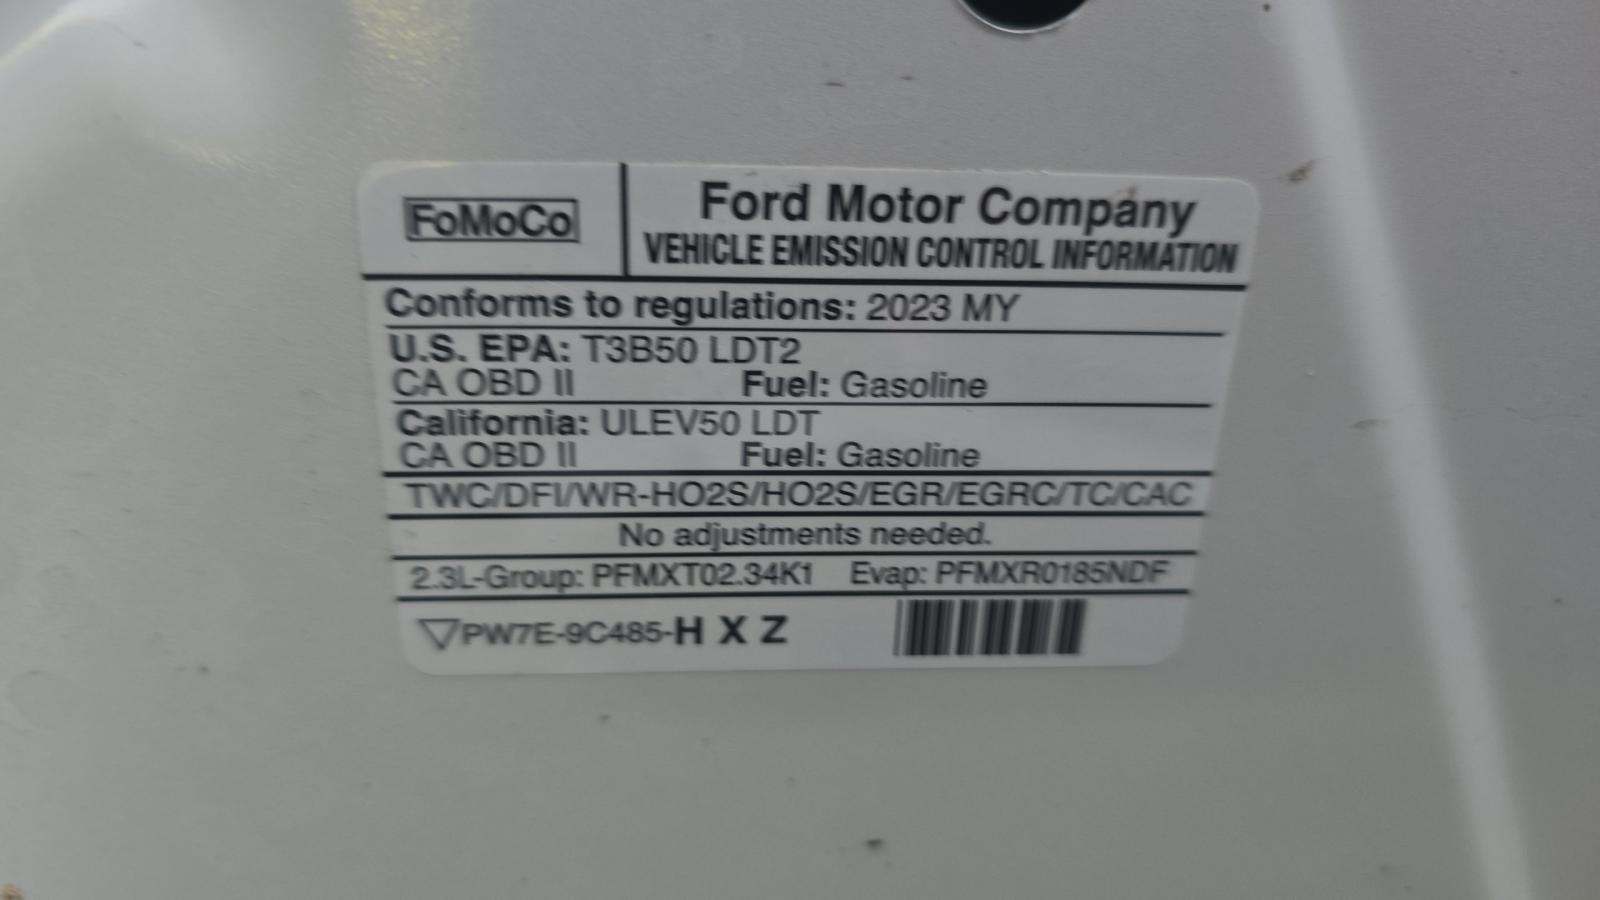 FoMoCo
Ford Motor Company
VEHICLE EMISSION CONTROL INFORMATION
Conforms to regulations: 2023 MY
U.S. EPA: T3B50 LDT2
CA OBD II Fuel: Gasoline
California: ULEV50 LDT
CA OBD II Fuel: Gasoline
TWC/DFI/WR-HO2S/HO2S/EGR/EGRC/TC/CAC
No adjustments needed.
2.3L-Group: PFMXT02.34K1 Evap: PFMXR0185NDF
PW7E-9C485-H X Z